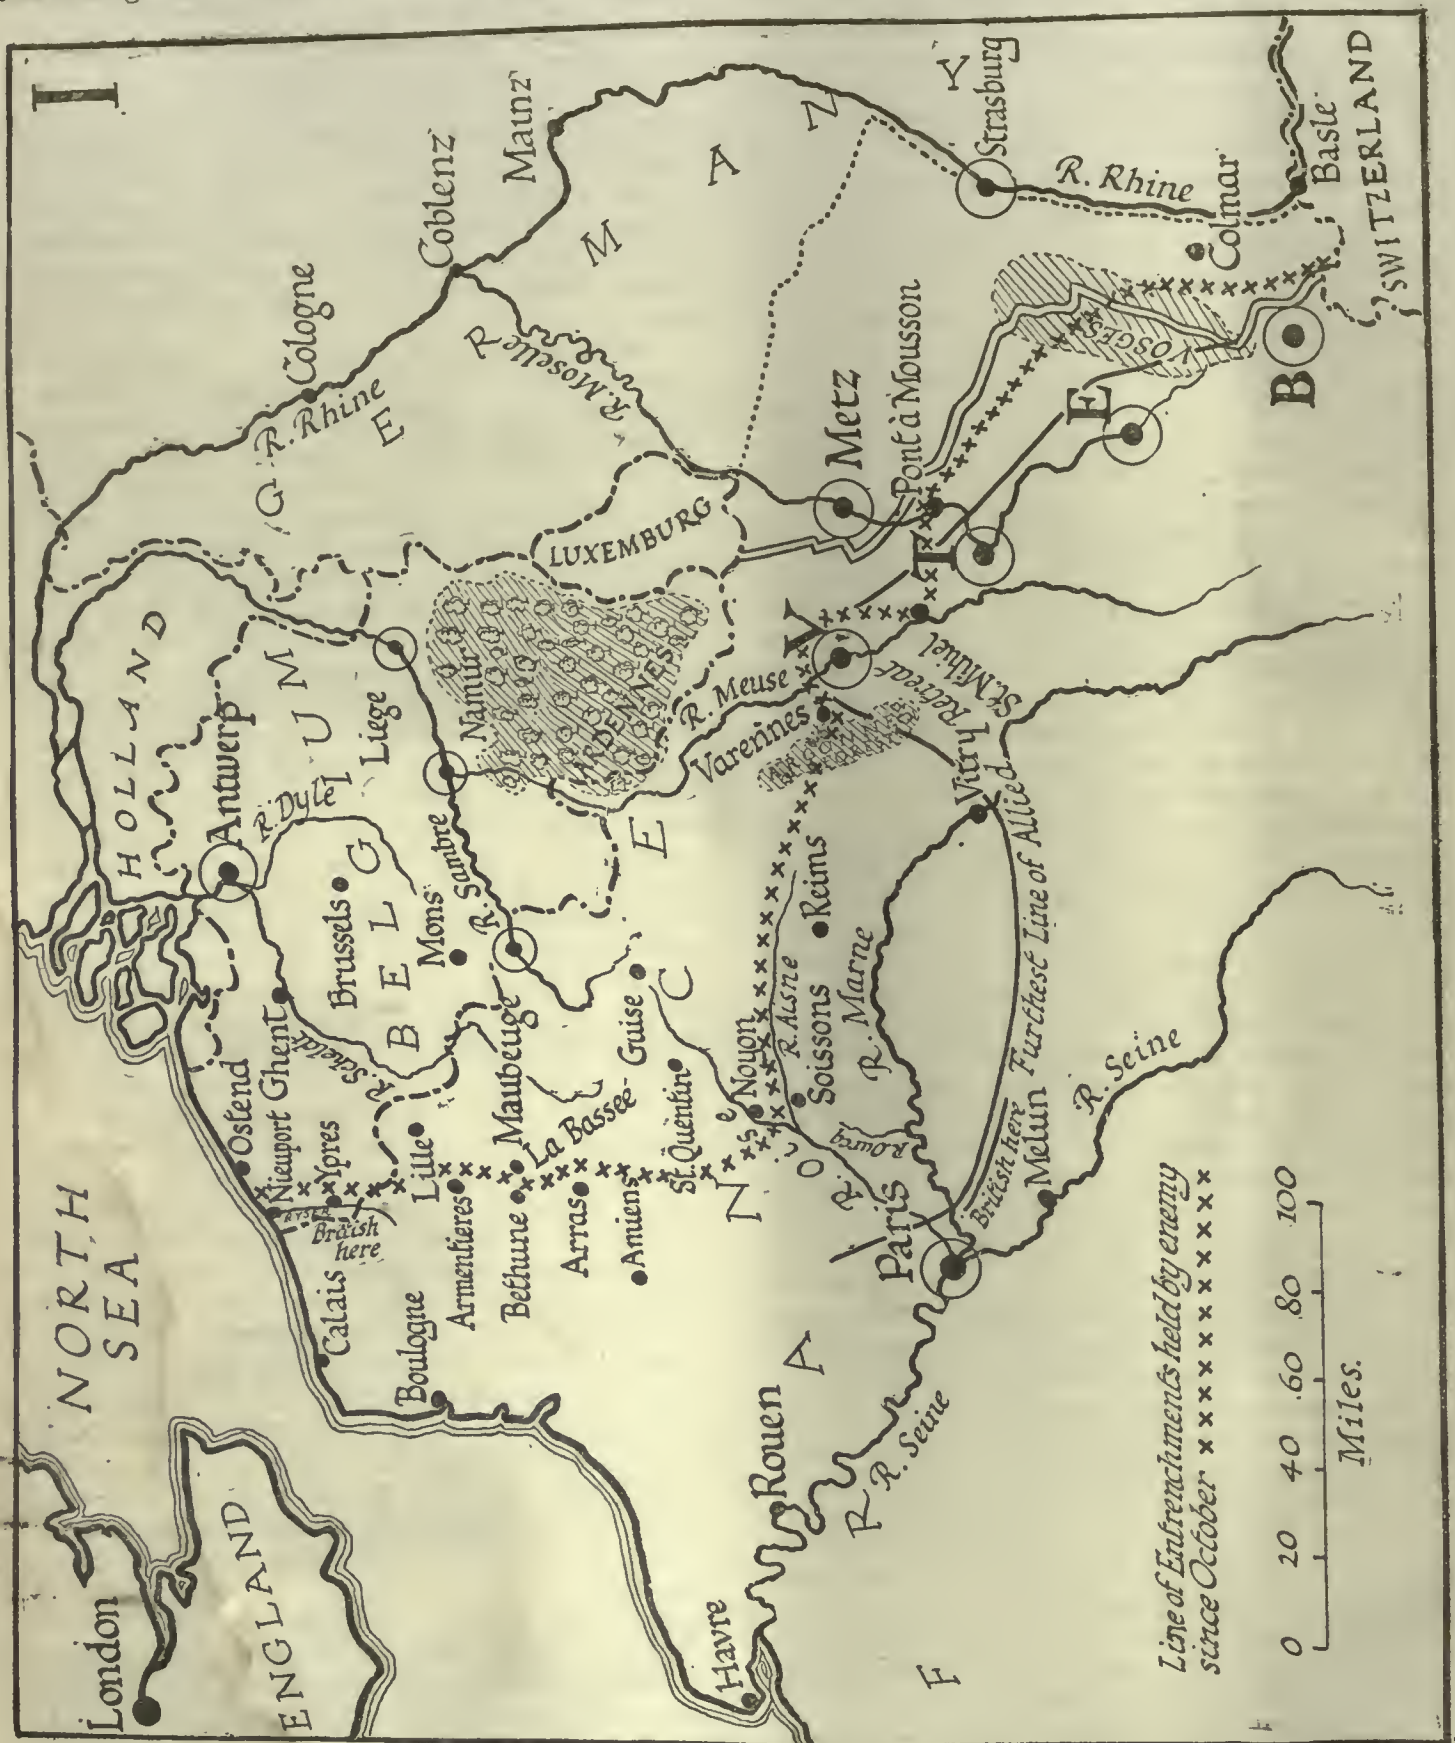 I
NORTH
SEA
London
ENGLAND
HOLLAND
Antwerp
R. Dyle
Ostend
Nieuport
Ghent
R. Scheldt
Ypres
R YSER
British
here
Brussels
BELGIUM
Liege
Cologne
R. Rhine
Coblenz
Mainz
GERMANY
Calais
Boulogne
Lille
Armentieres
Bethune
La Bassée
Arras
Amiens
Mons
R. Sambre
Namur
Maubeuge
Guise
St. Quentin
ARDENNES
LUXEMBURG
R. Moselle
Havre
Rouen
R. Seine
FRANCE
Noyon
R. Oise
R. Aisne
Soissons
Reims
R. Marne
R. Ourcq
Paris
British here
Melun
R. Seine
Furthest Line of Allied
Retreat
Vitry
Varennes
R. Meuse
St. Mihiel
V
T
E
B
Metz
Pont à Mousson
VOSGES
Strasburg
R. Rhine
Colmar
Basle
SWITZERLAND
Line of Entrenchments held by enemy
since October x x x x x x x x x x x x x
0 20 40 60 80 100
Miles.